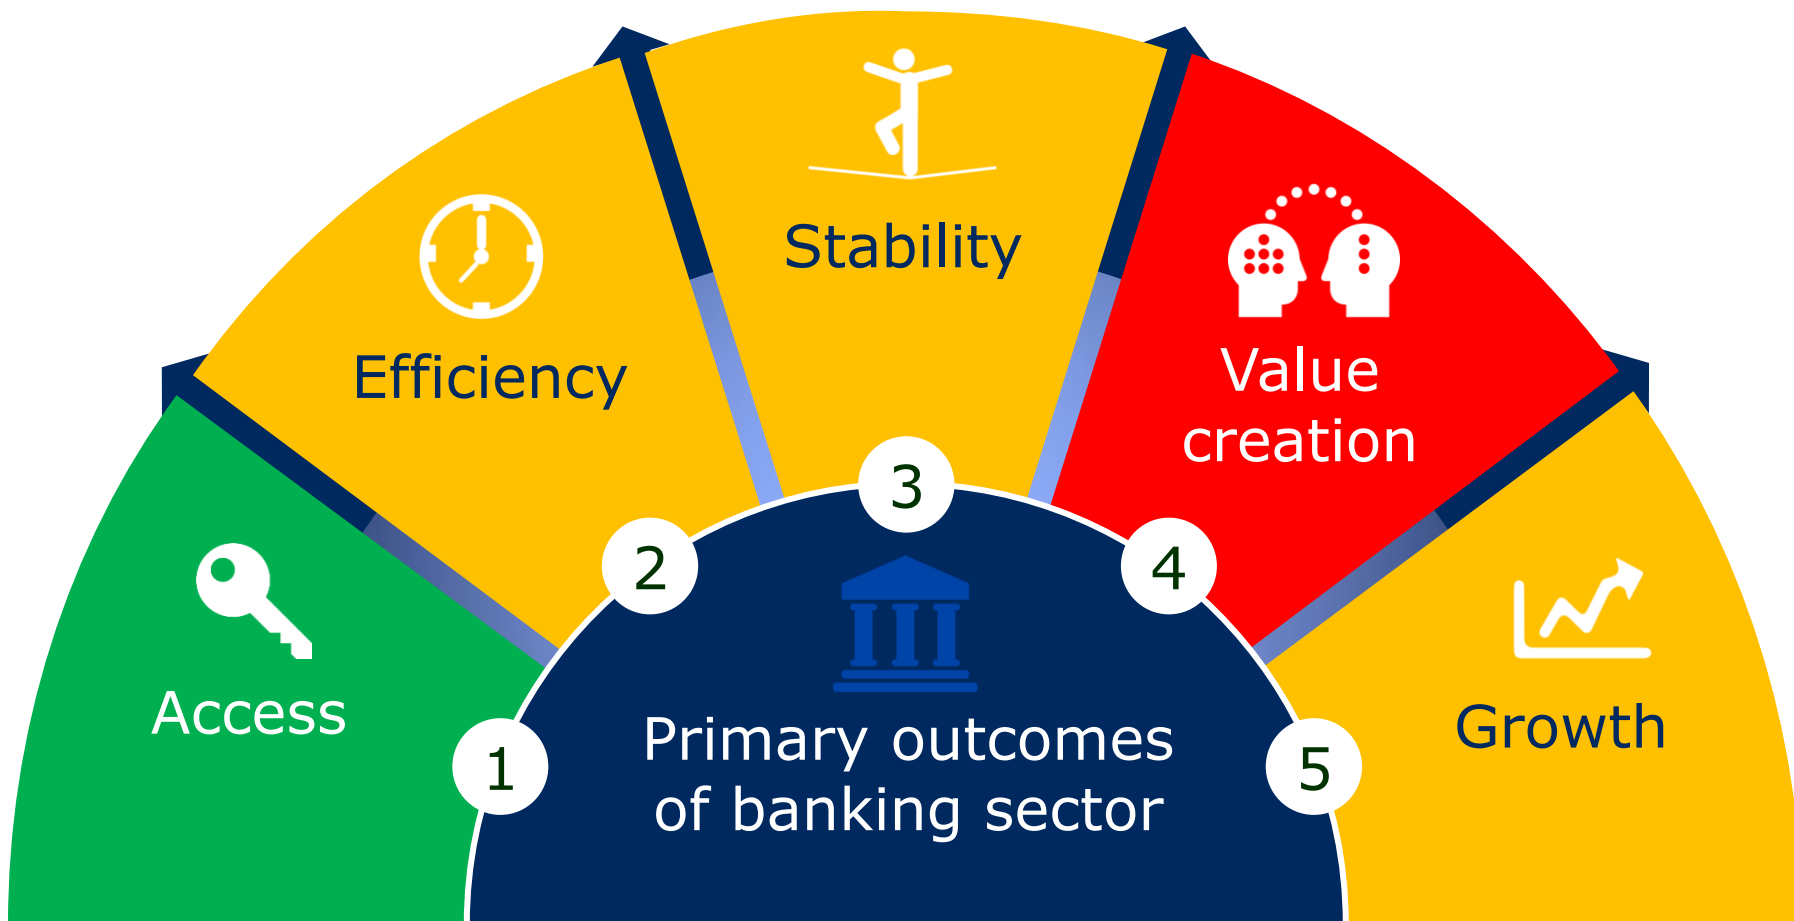 1
Access
2
Efficiency
3
Stability
4
Value
creation
5
Growth
Primary outcomes
of banking sector